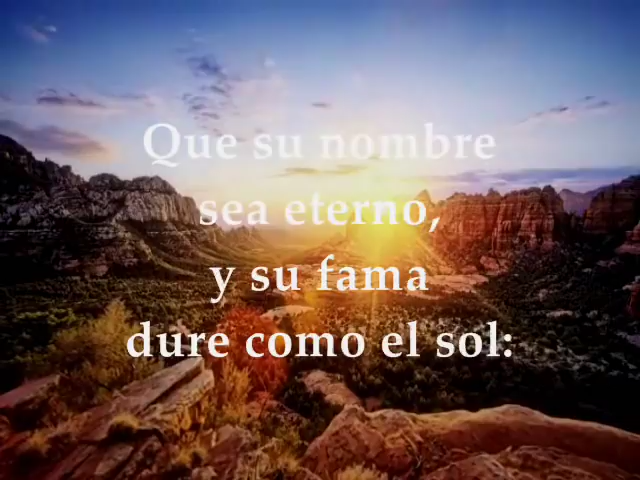 Que su nombre
sea eterno,
y su fama
dure como el sol: